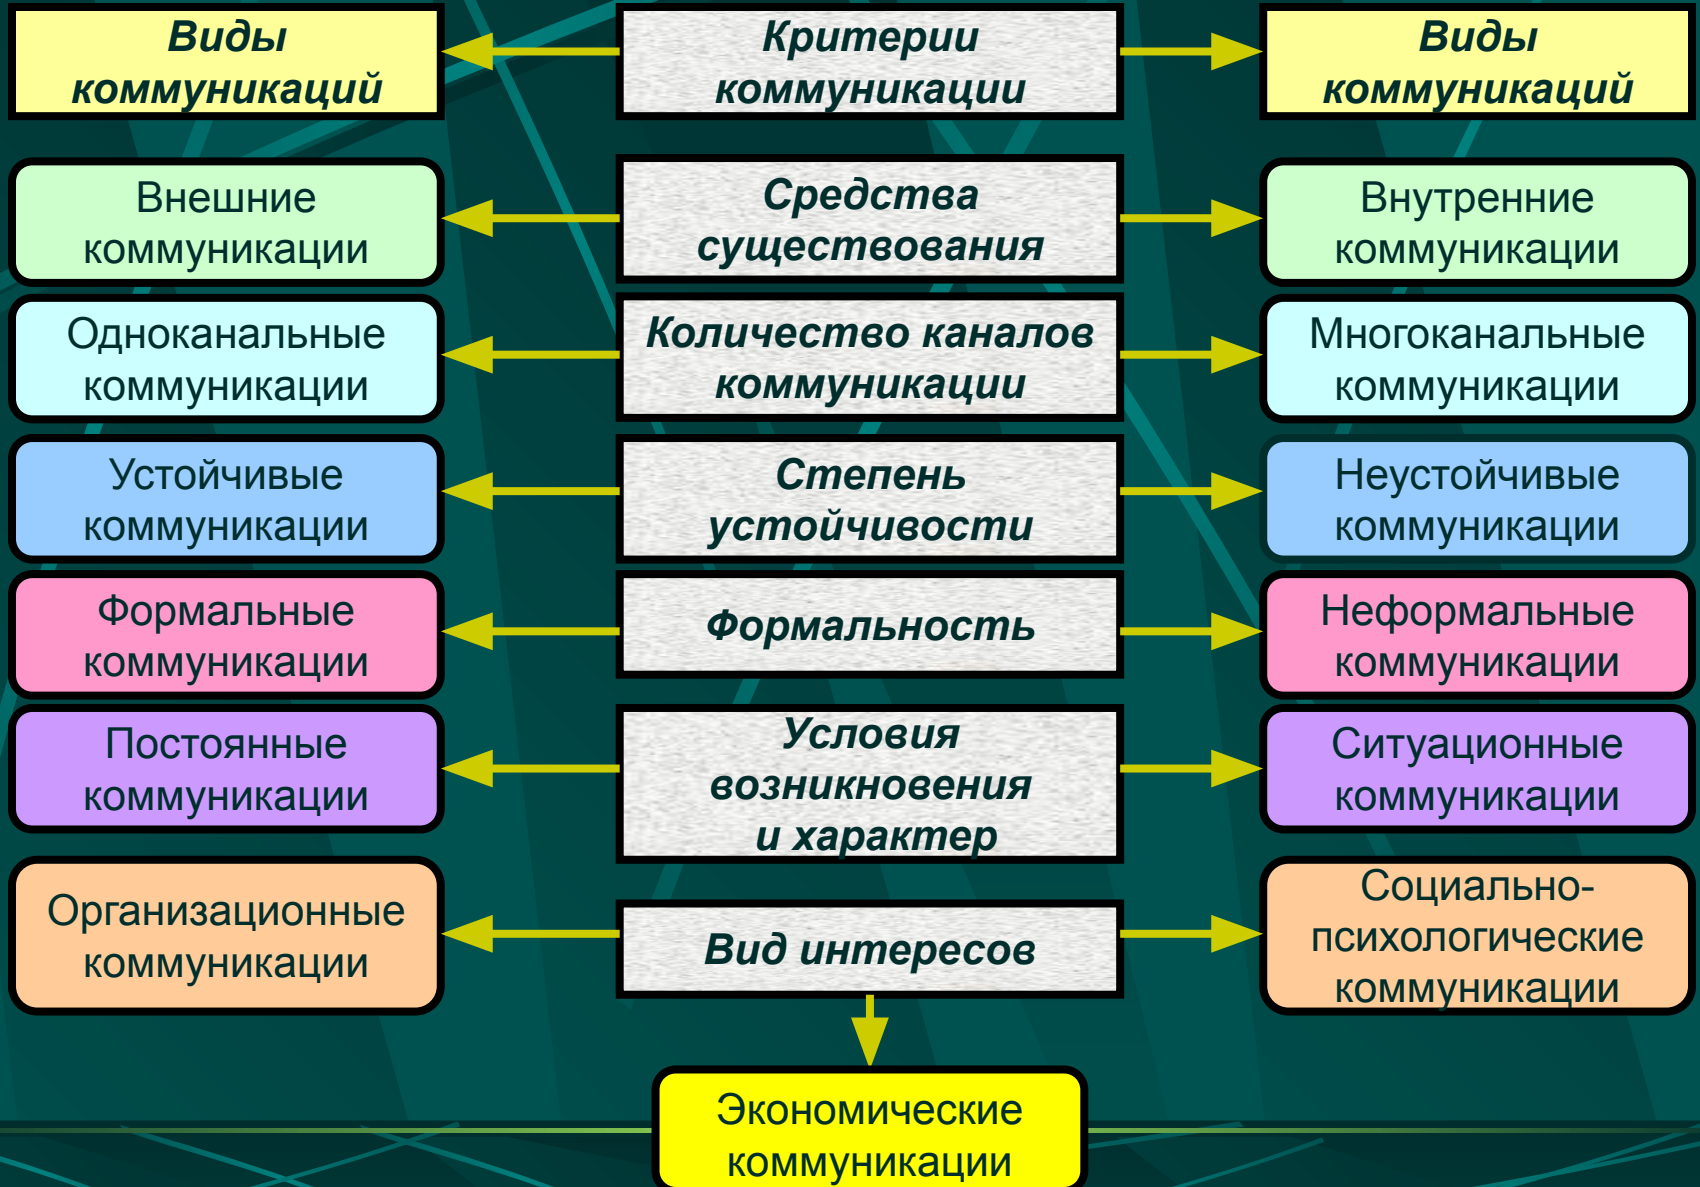 Виды
коммуникаций
Критерии
коммуникации
Виды
коммуникаций
Внешние
коммуникации
Средства
существования
Внутренние
коммуникации
Одноканальные
коммуникации
Количество каналов
коммуникации
Многоканальные
коммуникации
Устойчивые
коммуникации
Степень
устойчивости
Неустойчивые
коммуникации
Формальные
коммуникации
Формальность
Неформальные
коммуникации
Постоянные
коммуникации
Условия
возникновения
и характер
Ситуационные
коммуникации
Организационные
коммуникации
Вид интересов
Социально-
психологические
коммуникации
Экономические
коммуникации